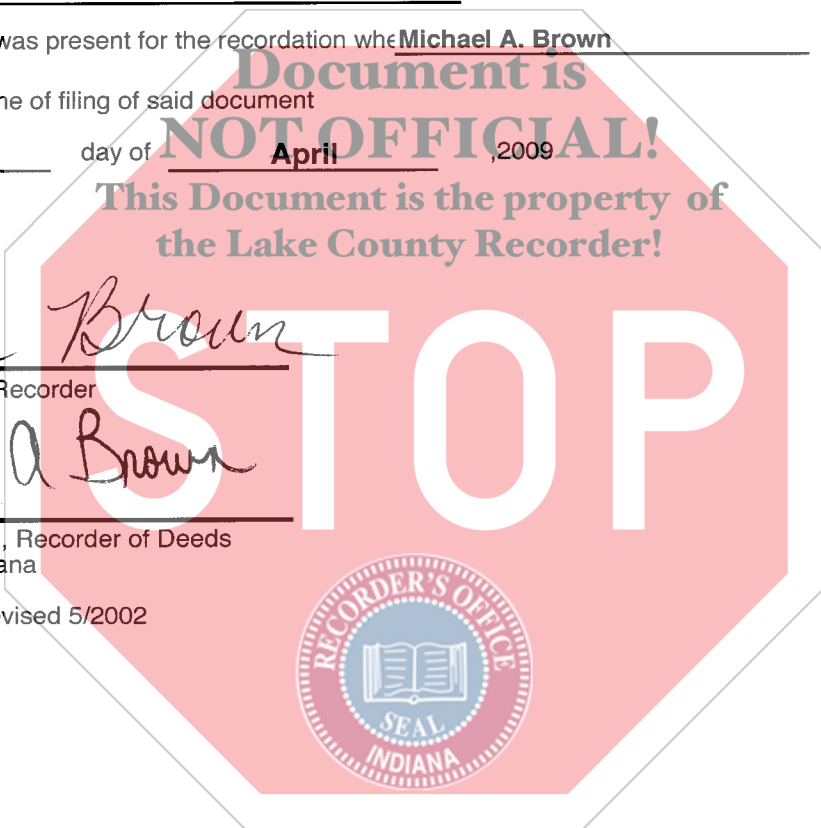 was present for the recordation whe Michael A. Brown
Document is
ne of filing of said document
NOT OFFICIAL!
day of April ,2009
This Document is the property of
the Lake County Recorder!
Brown
STOP
Recorder
a Brown
, Recorder of Deeds
ana
vised 5/2002
RECORDER'S OFFICE
SEAL
INDIANA